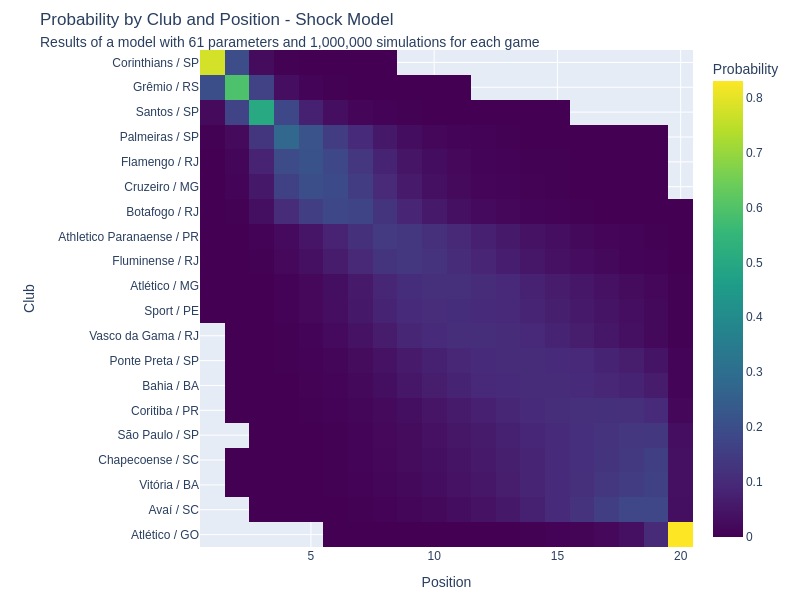 Probability by Club and Position - Shock Model
Results of a model with 61 parameters and 1,000,000 simulations for each game
Probability
Club
Corinthians / SP
Grêmio / RS
Santos / SP
Palmeiras / SP
Flamengo / RJ
Cruzeiro / MG
Botafogo / RJ
Athletico Paranaense / PR
Fluminense / RJ
Atlético / MG
Sport / PE
Vasco da Gama / RJ
Ponte Preta / SP
Bahia / BA
Coritiba / PR
São Paulo / SP
Chapecoense / SC
Vitória / BA
Avaí / SC
Atlético / GO
0.8
0.7
0.6
0.5
0.4
0.3
0.2
0.1
0
5
10
15
20
Position